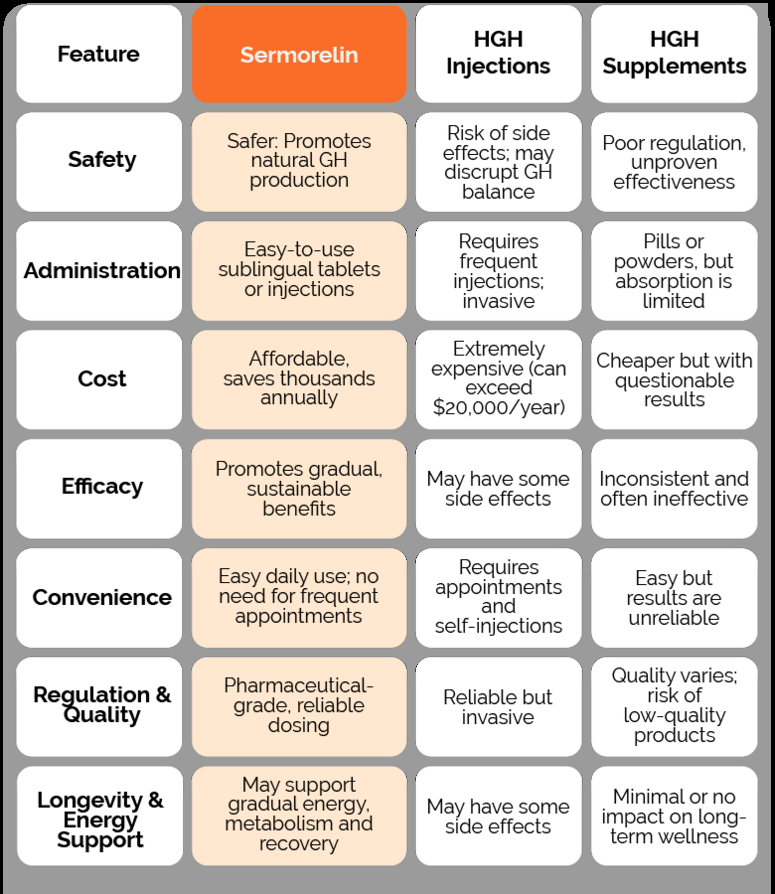 Feature
Sermorelin
HGH
Injections
HGH
Supplements
Safety
Safer: Promotes
natural GH
production
Risk of side
effects; may
discrupt GH
balance
Poor regulation,
unproven
effectiveness
Administration
Easy-to-use
sublingual tablets
or injections
Requires
frequent
injections;
invasive
Pills or
powders, but
absorption is
limited
Cost
Affordable,
saves thousands
annually
Extremely
expensive (can
exceed
$20,000/year)
Cheaper but with
questionable
results
Efficacy
Promotes gradual,
sustainable
benefits
May have some
side effects
Inconsistent and
often ineffective
Convenience
Easy daily use; no
need for frequent
appointments
Requires
appointments
and
self-injections
Easy but
results are
unreliable
Regulation &
Quality
Pharmaceutical-
grade, reliable
dosing
Reliable but
invasive
Quality varies;
risk of
low-quality
products
Longevity &
Energy
Support
May support
gradual energy,
metabolism and
recovery
May have some
side effects
Minimal or no
impact on long-
term wellness